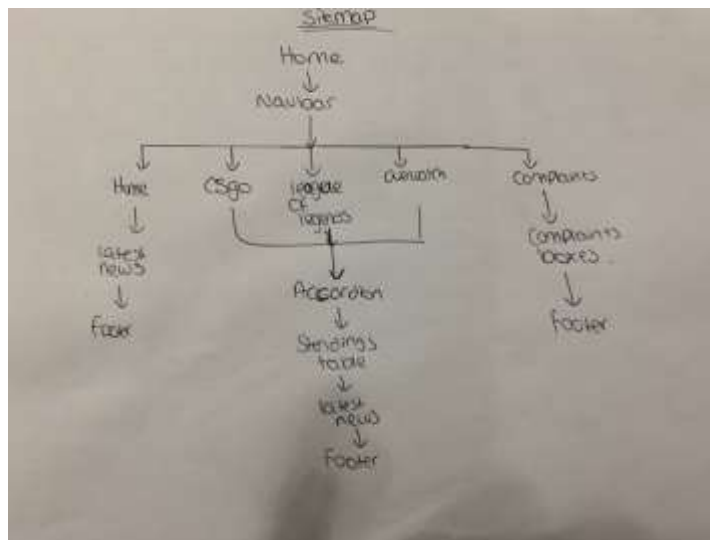 Sitemap
Home
Navbar
Home
CSgo
league
OF
legends
overwatch
Complaints
latest
news
Footer
Accordion
Standings
table
latest
news
Footer
Complaints
boxes
Footer